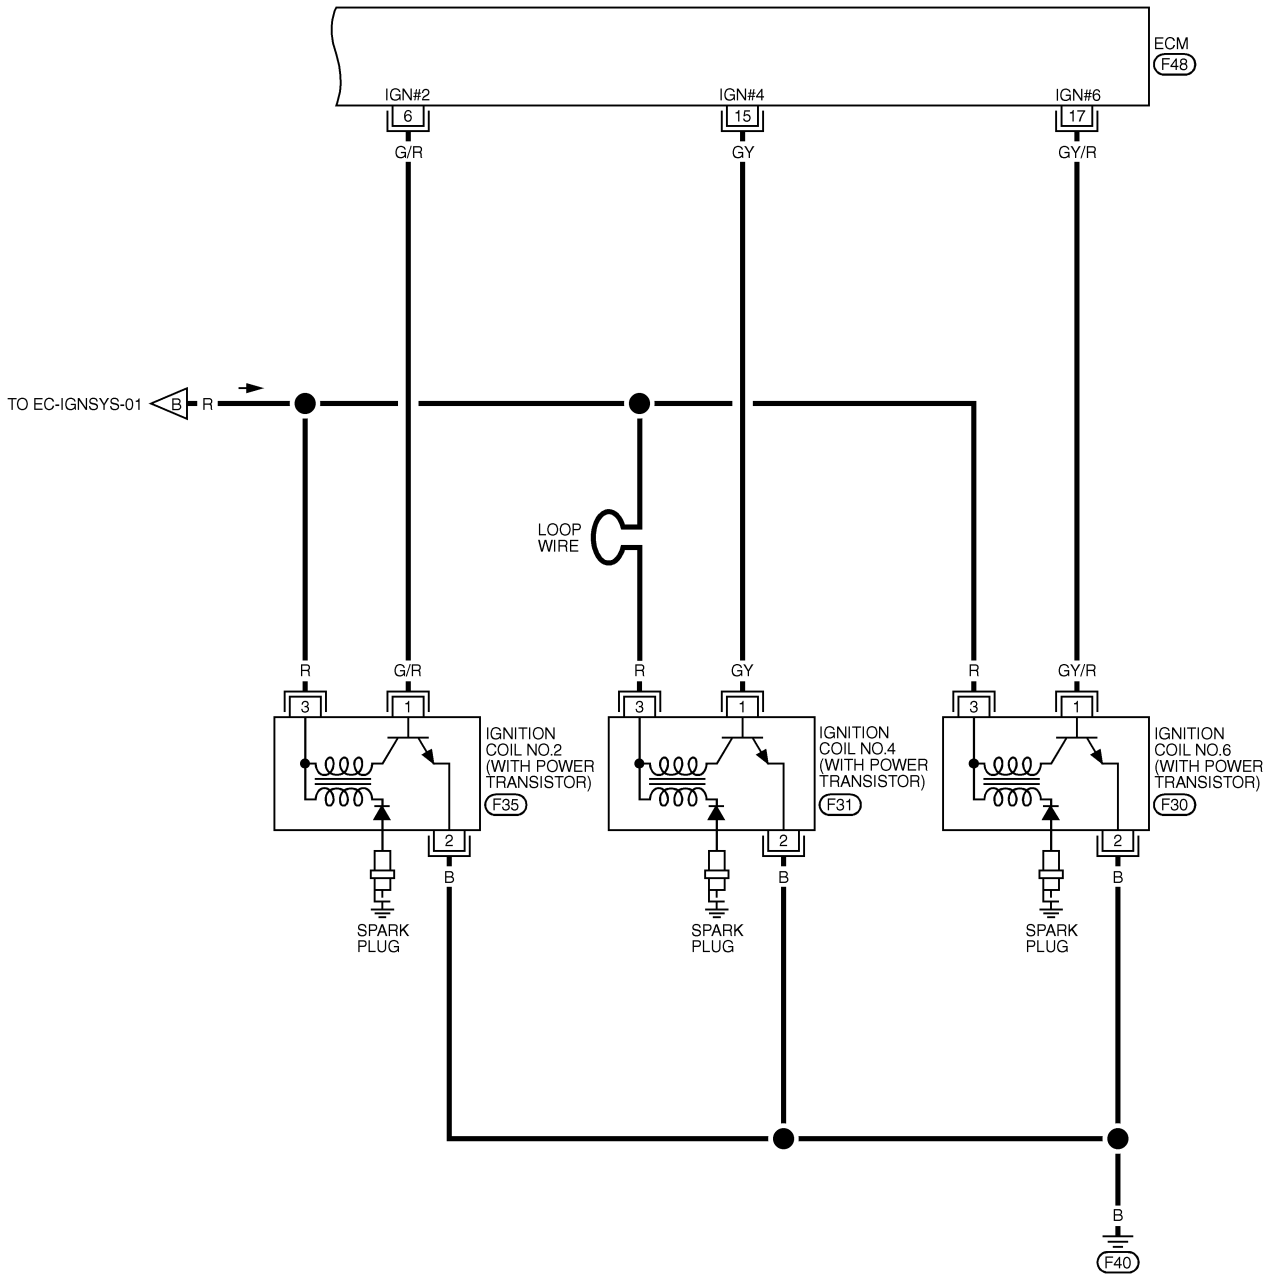 ECM
F48
IGN#2
IGN#4
IGN#6
6
15
17
G/R
GY
GY/R
TO EC-IGNSYS-01
B
R
LOOP
WIRE
R
G/R
R
GY
R
GY/R
3
1
3
1
3
1
IGNITION
COIL NO.2
(WITH POWER
TRANSISTOR)
F35
IGNITION
COIL NO.4
(WITH POWER
TRANSISTOR)
F31
IGNITION
COIL NO.6
(WITH POWER
TRANSISTOR)
F30
2
2
2
B
B
B
SPARK
PLUG
SPARK
PLUG
SPARK
PLUG
B
F40